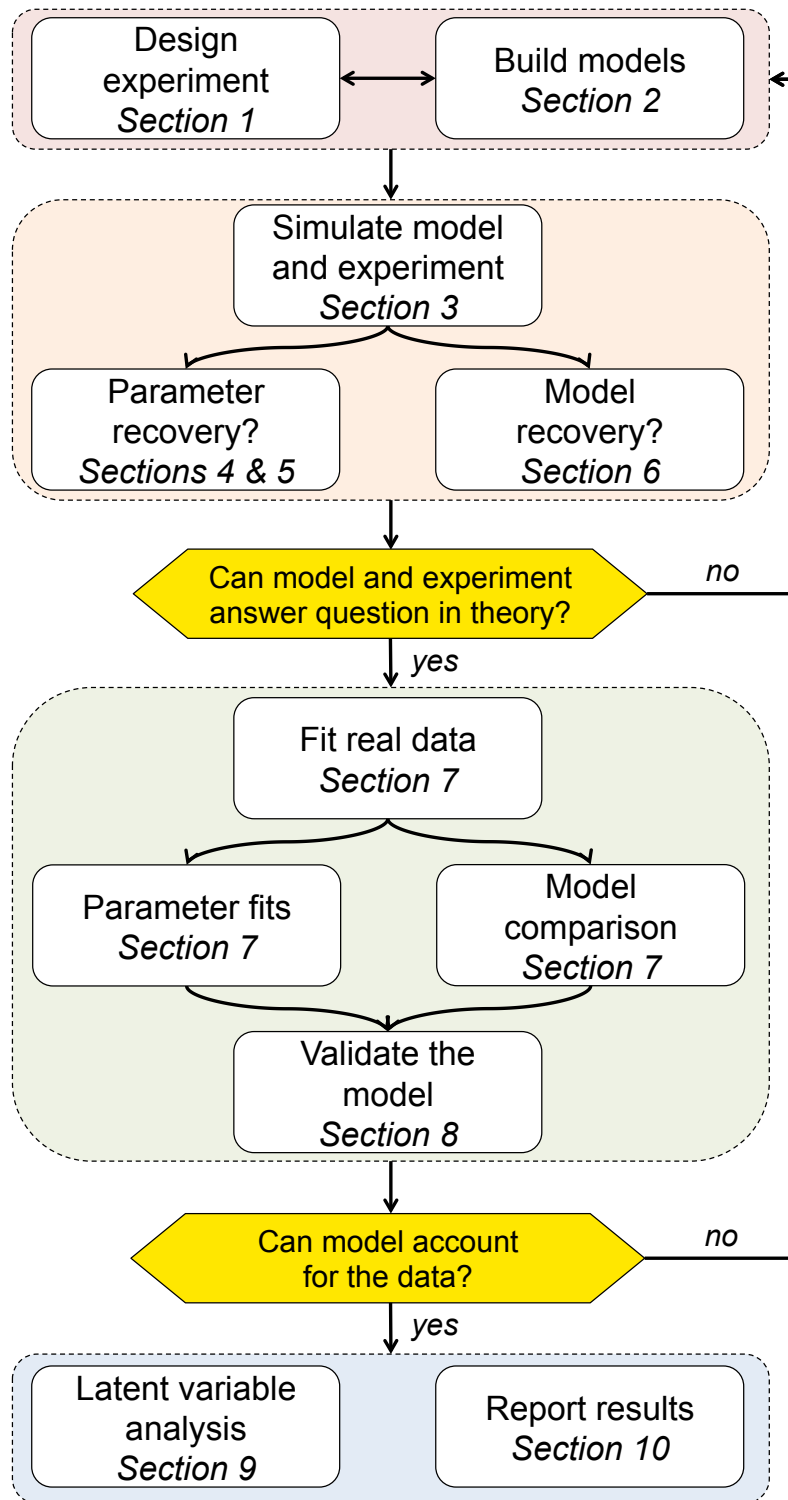 Design
experiment
Section 1
Build models
Section 2
Simulate model
and experiment
Section 3
Parameter
recovery?
Sections 4 & 5
Model
recovery?
Section 6
Can model and experiment
answer question in theory?
no
yes
Fit real data
Section 7
Parameter fits
Section 7
Model
comparison
Section 7
Validate the
model
Section 8
Can model account
for the data?
no
yes
Latent variable
analysis
Section 9
Report results
Section 10